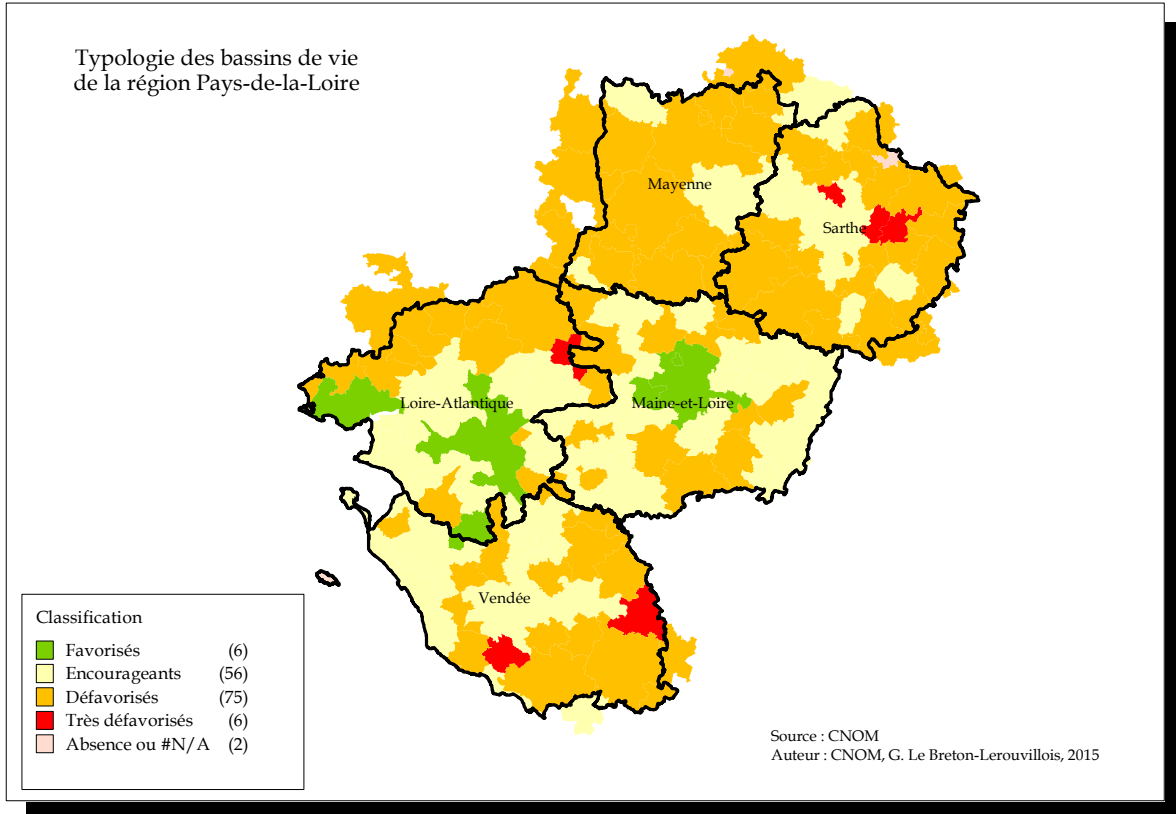 Typologie des bassins de vie
de la région Pays-de-la-Loire
Mayenne
Sarthe
Loire-Atlantique
Maine-et-Loire
Vendée
Classification
Favorisés (6)
Encourageants (56)
Défavorisés (75)
Très défavorisés (6)
Absence ou #N/A (2)
Source : CNOM
Auteur : CNOM, G. Le Breton-Lerouvillois, 2015